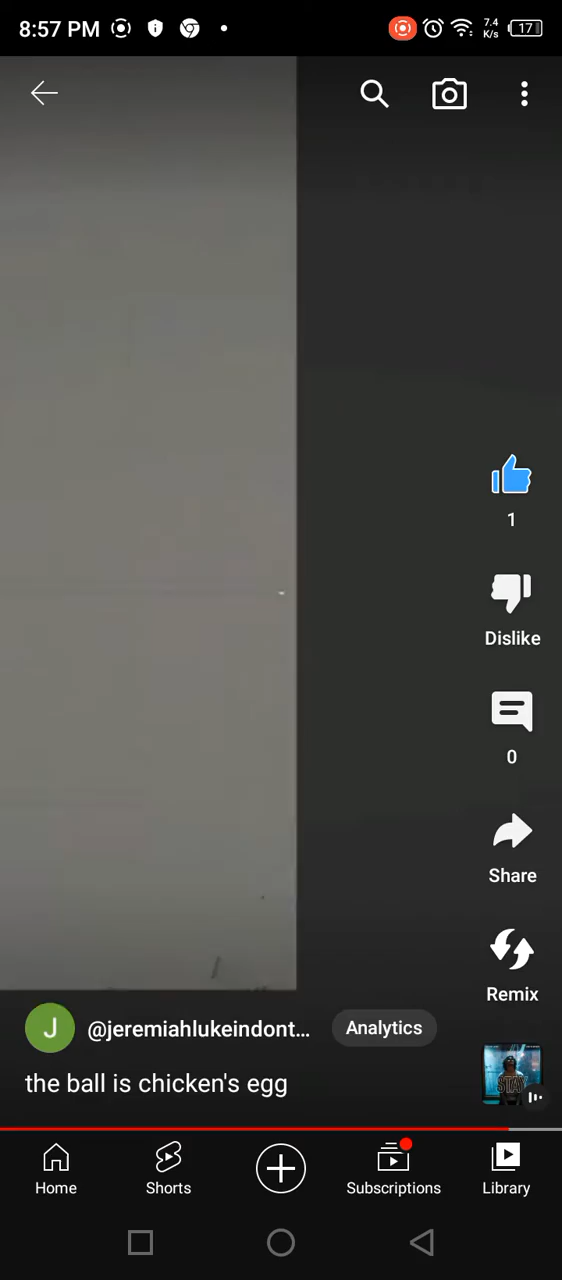 8:57 PM
7.4
K/s
17
1
Dislike
0
Share
Remix
J
@jeremiahlukeindont...
Analytics
the ball is chicken's egg
STAY
Home
Shorts
Subscriptions
Library